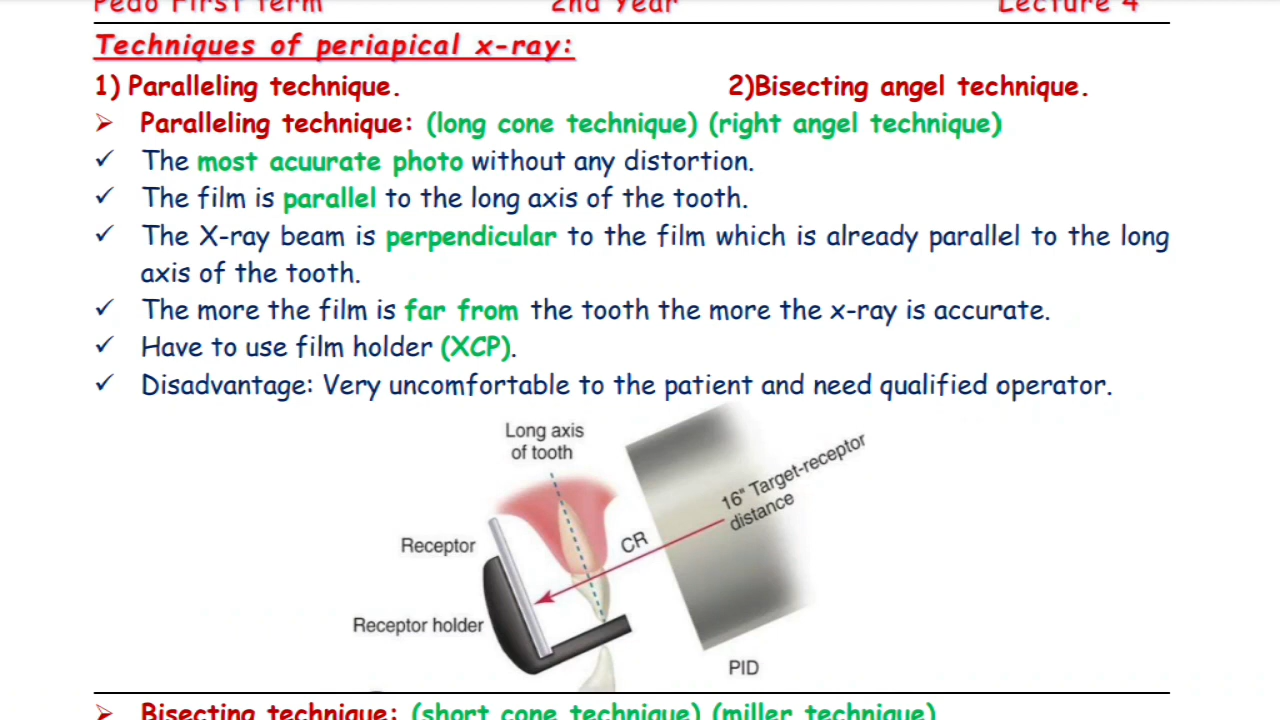 Pedo First Term 2nd Year Lecture 4
Techniques of periapical x-ray:
1) Paralleling technique. 2)Bisecting angel technique.
➢ Paralleling technique: (long cone technique) (right angel technique)
✓ The most acuurate photo without any distortion.
✓ The film is parallel to the long axis of the tooth.
✓ The X-ray beam is perpendicular to the film which is already parallel to the long
axis of the tooth.
✓ The more the film is far from the tooth the more the x-ray is accurate.
✓ Have to use film holder (XCP).
✓ Disadvantage: Very uncomfortable to the patient and need qualified operator.
Long axis
of tooth
16" Target-receptor
distance
CR
Receptor
Receptor holder
PID
➢ Bisecting technique: (short cone technique) (miller technique)